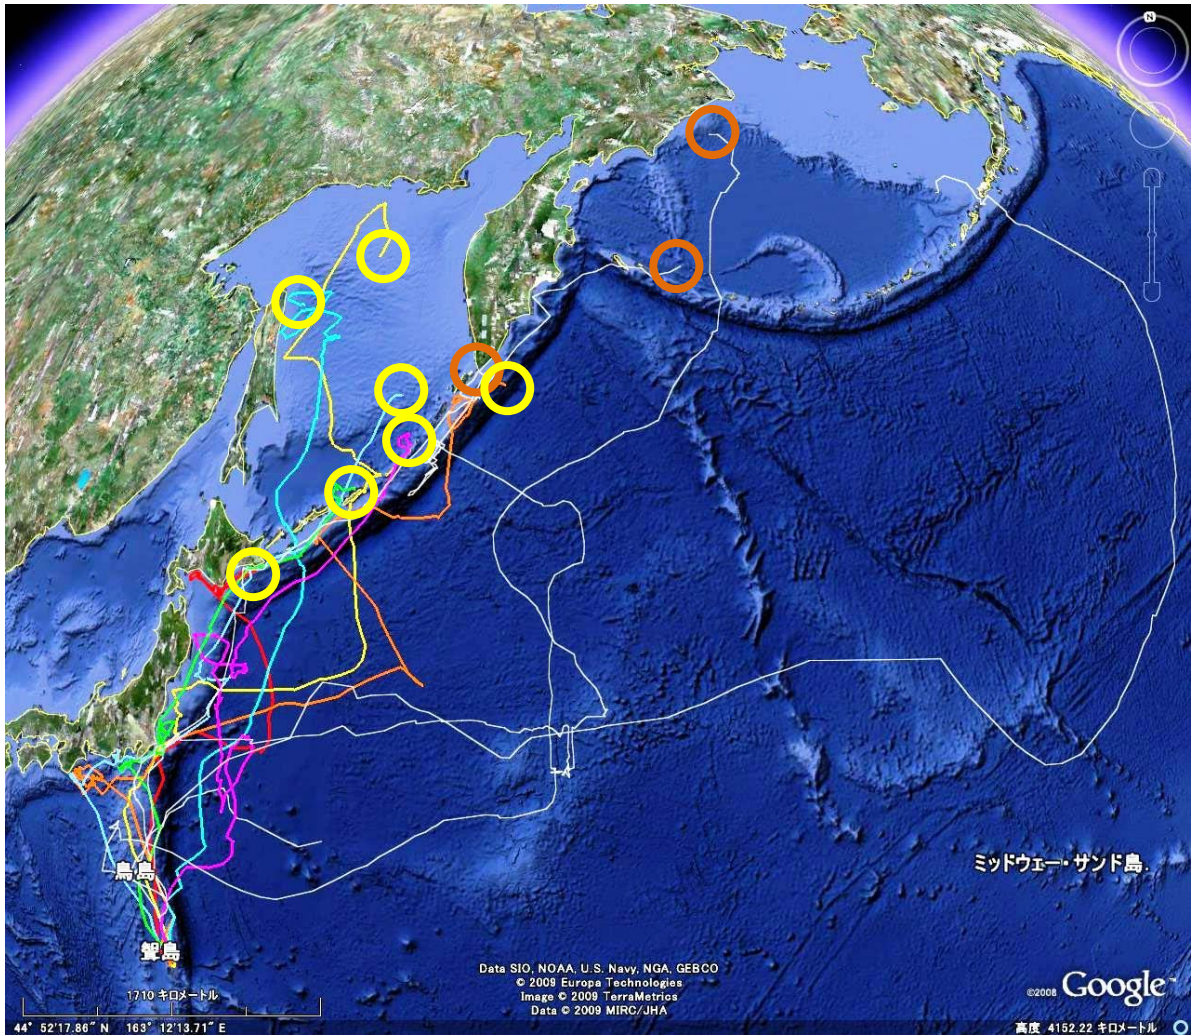 N
鳥島
ミッドウェー・サンド島
聟島
Data SIO, NOAA, U.S. Navy, NGA, GEBCO
© 2009 Europa Technologies
Image © 2009 TerraMetrics
Data © 2009 MIRC/JHA
1710 キロメートル
©2008 Google
44° 52'17.86" N 163° 12'13.71" E
高度 4152.22 キロメートル